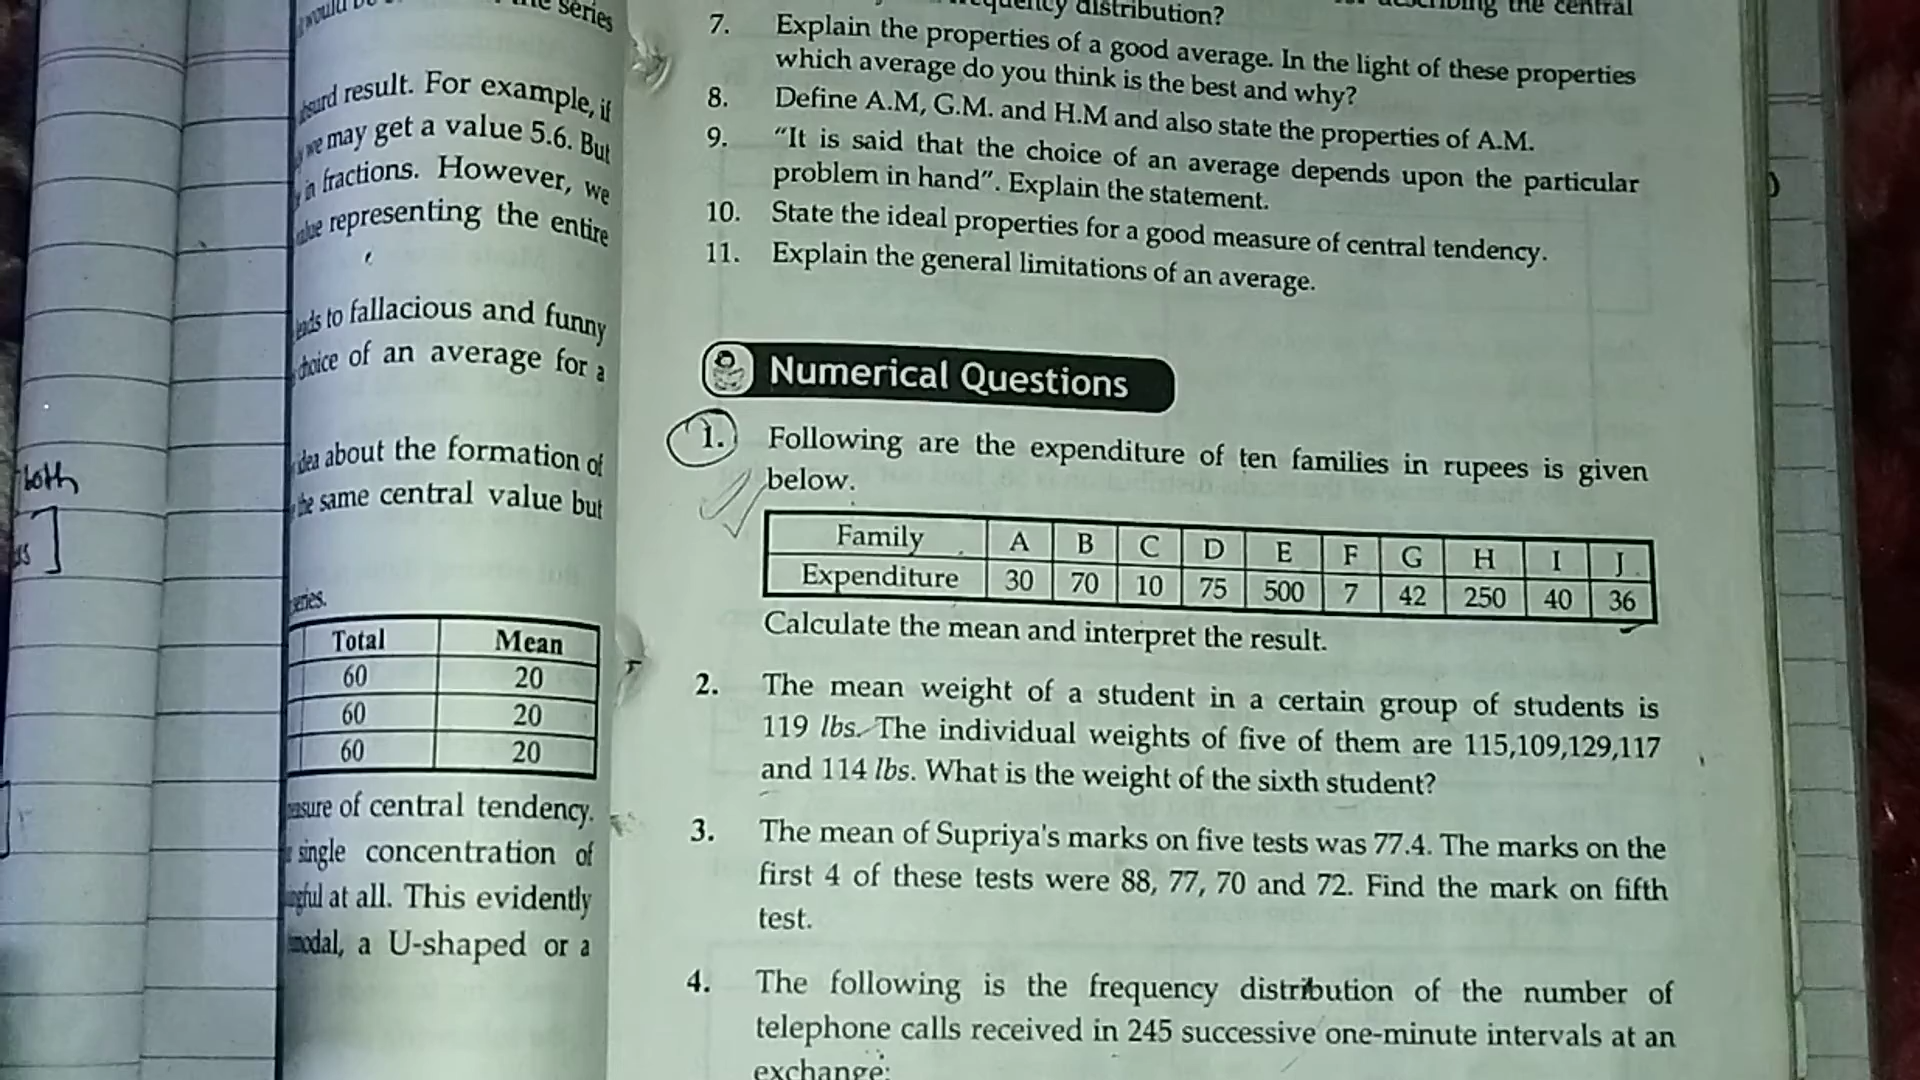 series
result. For example, if
we may get a value 5.6. But
in fractions. However, we
representing the entire
to fallacious and funny
choice of an average for a
idea about the formation of
the same central value but
series.
Total Mean
60 20
60 20
60 20
measure of central tendency.
single concentration of
at all. This evidently
modal, a U-shaped or a
both
distribution? the central
7. Explain the properties of a good average. In the light of these properties
which average do you think is the best and why?
8. Define A.M, G.M. and H.M and also state the properties of A.M.
9. “It is said that the choice of an average depends upon the particular
problem in hand”. Explain the statement.
10. State the ideal properties for a good measure of central tendency.
11. Explain the general limitations of an average.
Numerical Questions
1. Following are the expenditure of ten families in rupees is given
below.
Family A B C D E F G H I J
Expenditure 30 70 10 75 500 7 42 250 40 36
Calculate the mean and interpret the result.
2. The mean weight of a student in a certain group of students is
119 lbs. The individual weights of five of them are 115,109,129,117
and 114 lbs. What is the weight of the sixth student?
3. The mean of Supriya's marks on five tests was 77.4. The marks on the
first 4 of these tests were 88, 77, 70 and 72. Find the mark on fifth
test.
4. The following is the frequency distribution of the number of
telephone calls received in 245 successive one-minute intervals at an
exchange: